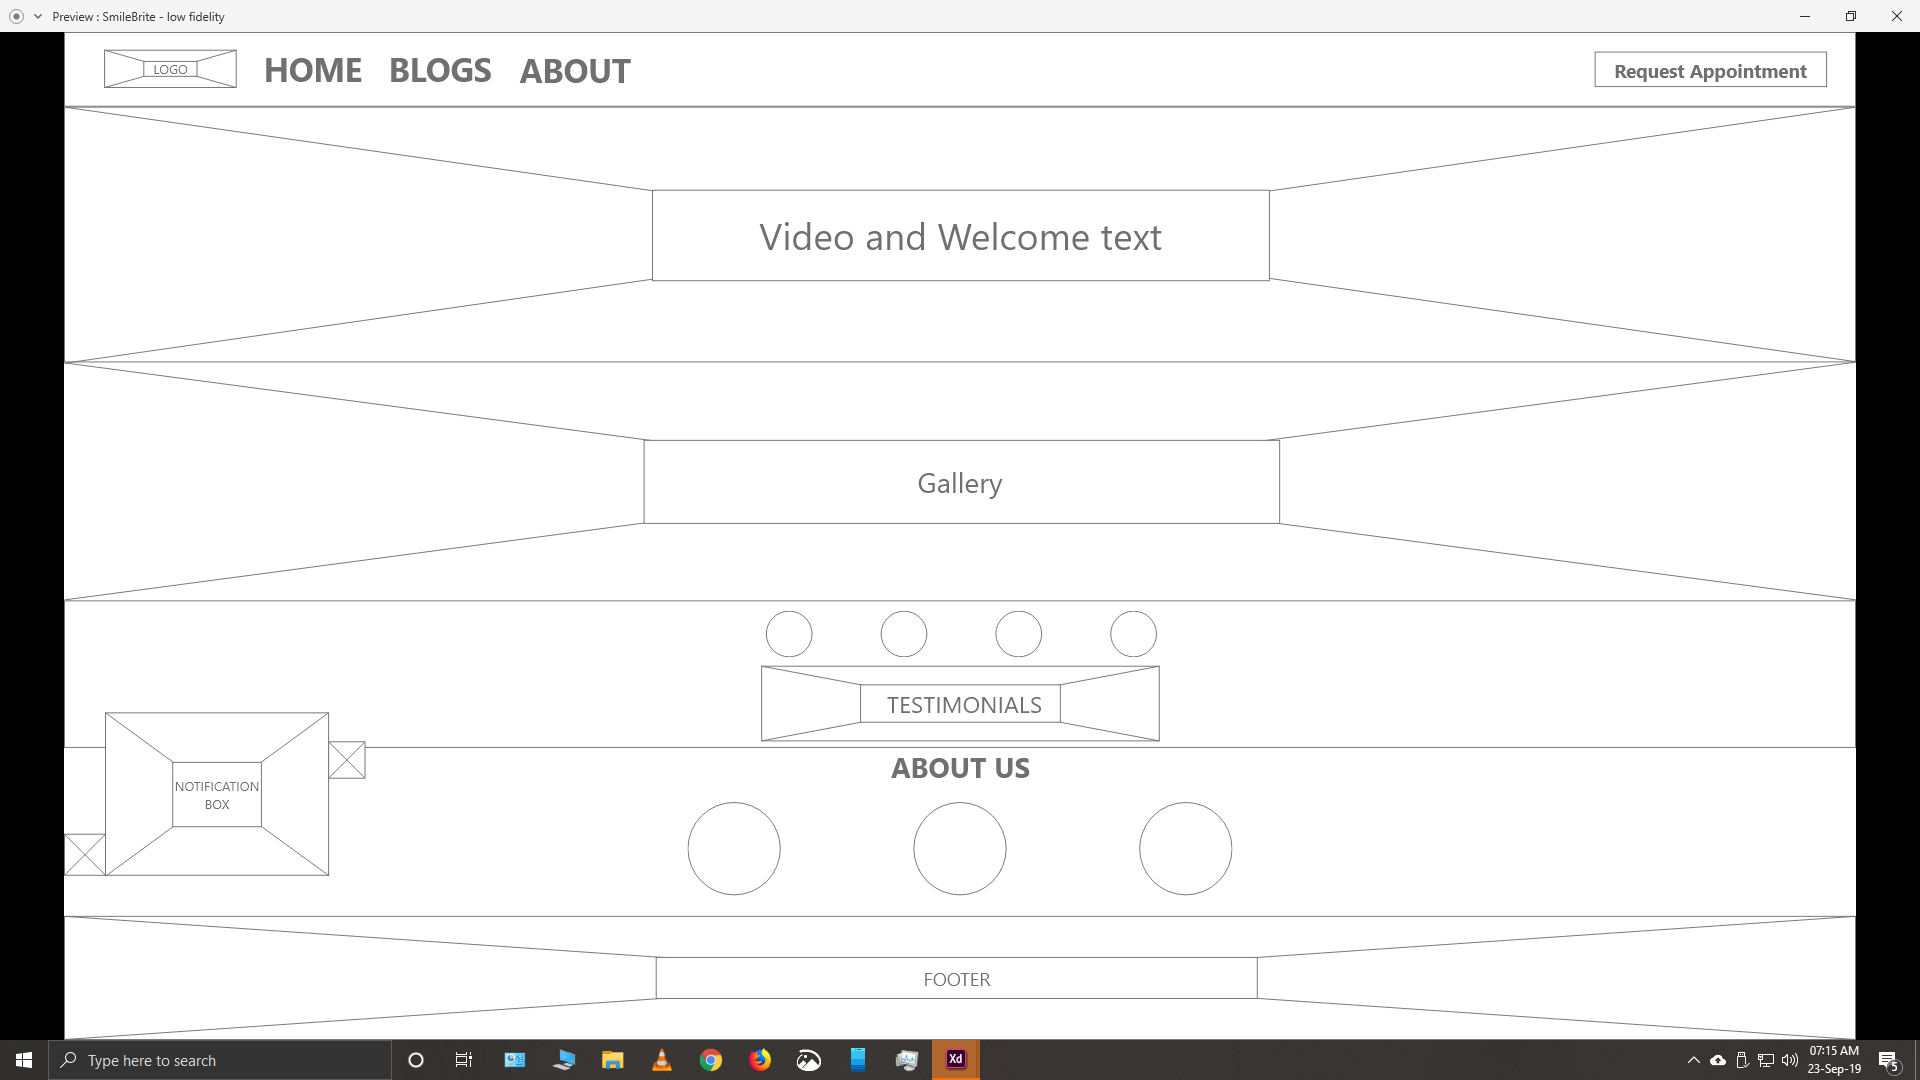 Preview : SmileBrite - low fidelity
LOGO
HOME BLOGS ABOUT
Request Appointment
Video and Welcome text
Gallery
TESTIMONIALS
NOTIFICATION
BOX
ABOUT US
FOOTER
Type here to search
Xd
07:15 AM
23-Sep-19
5